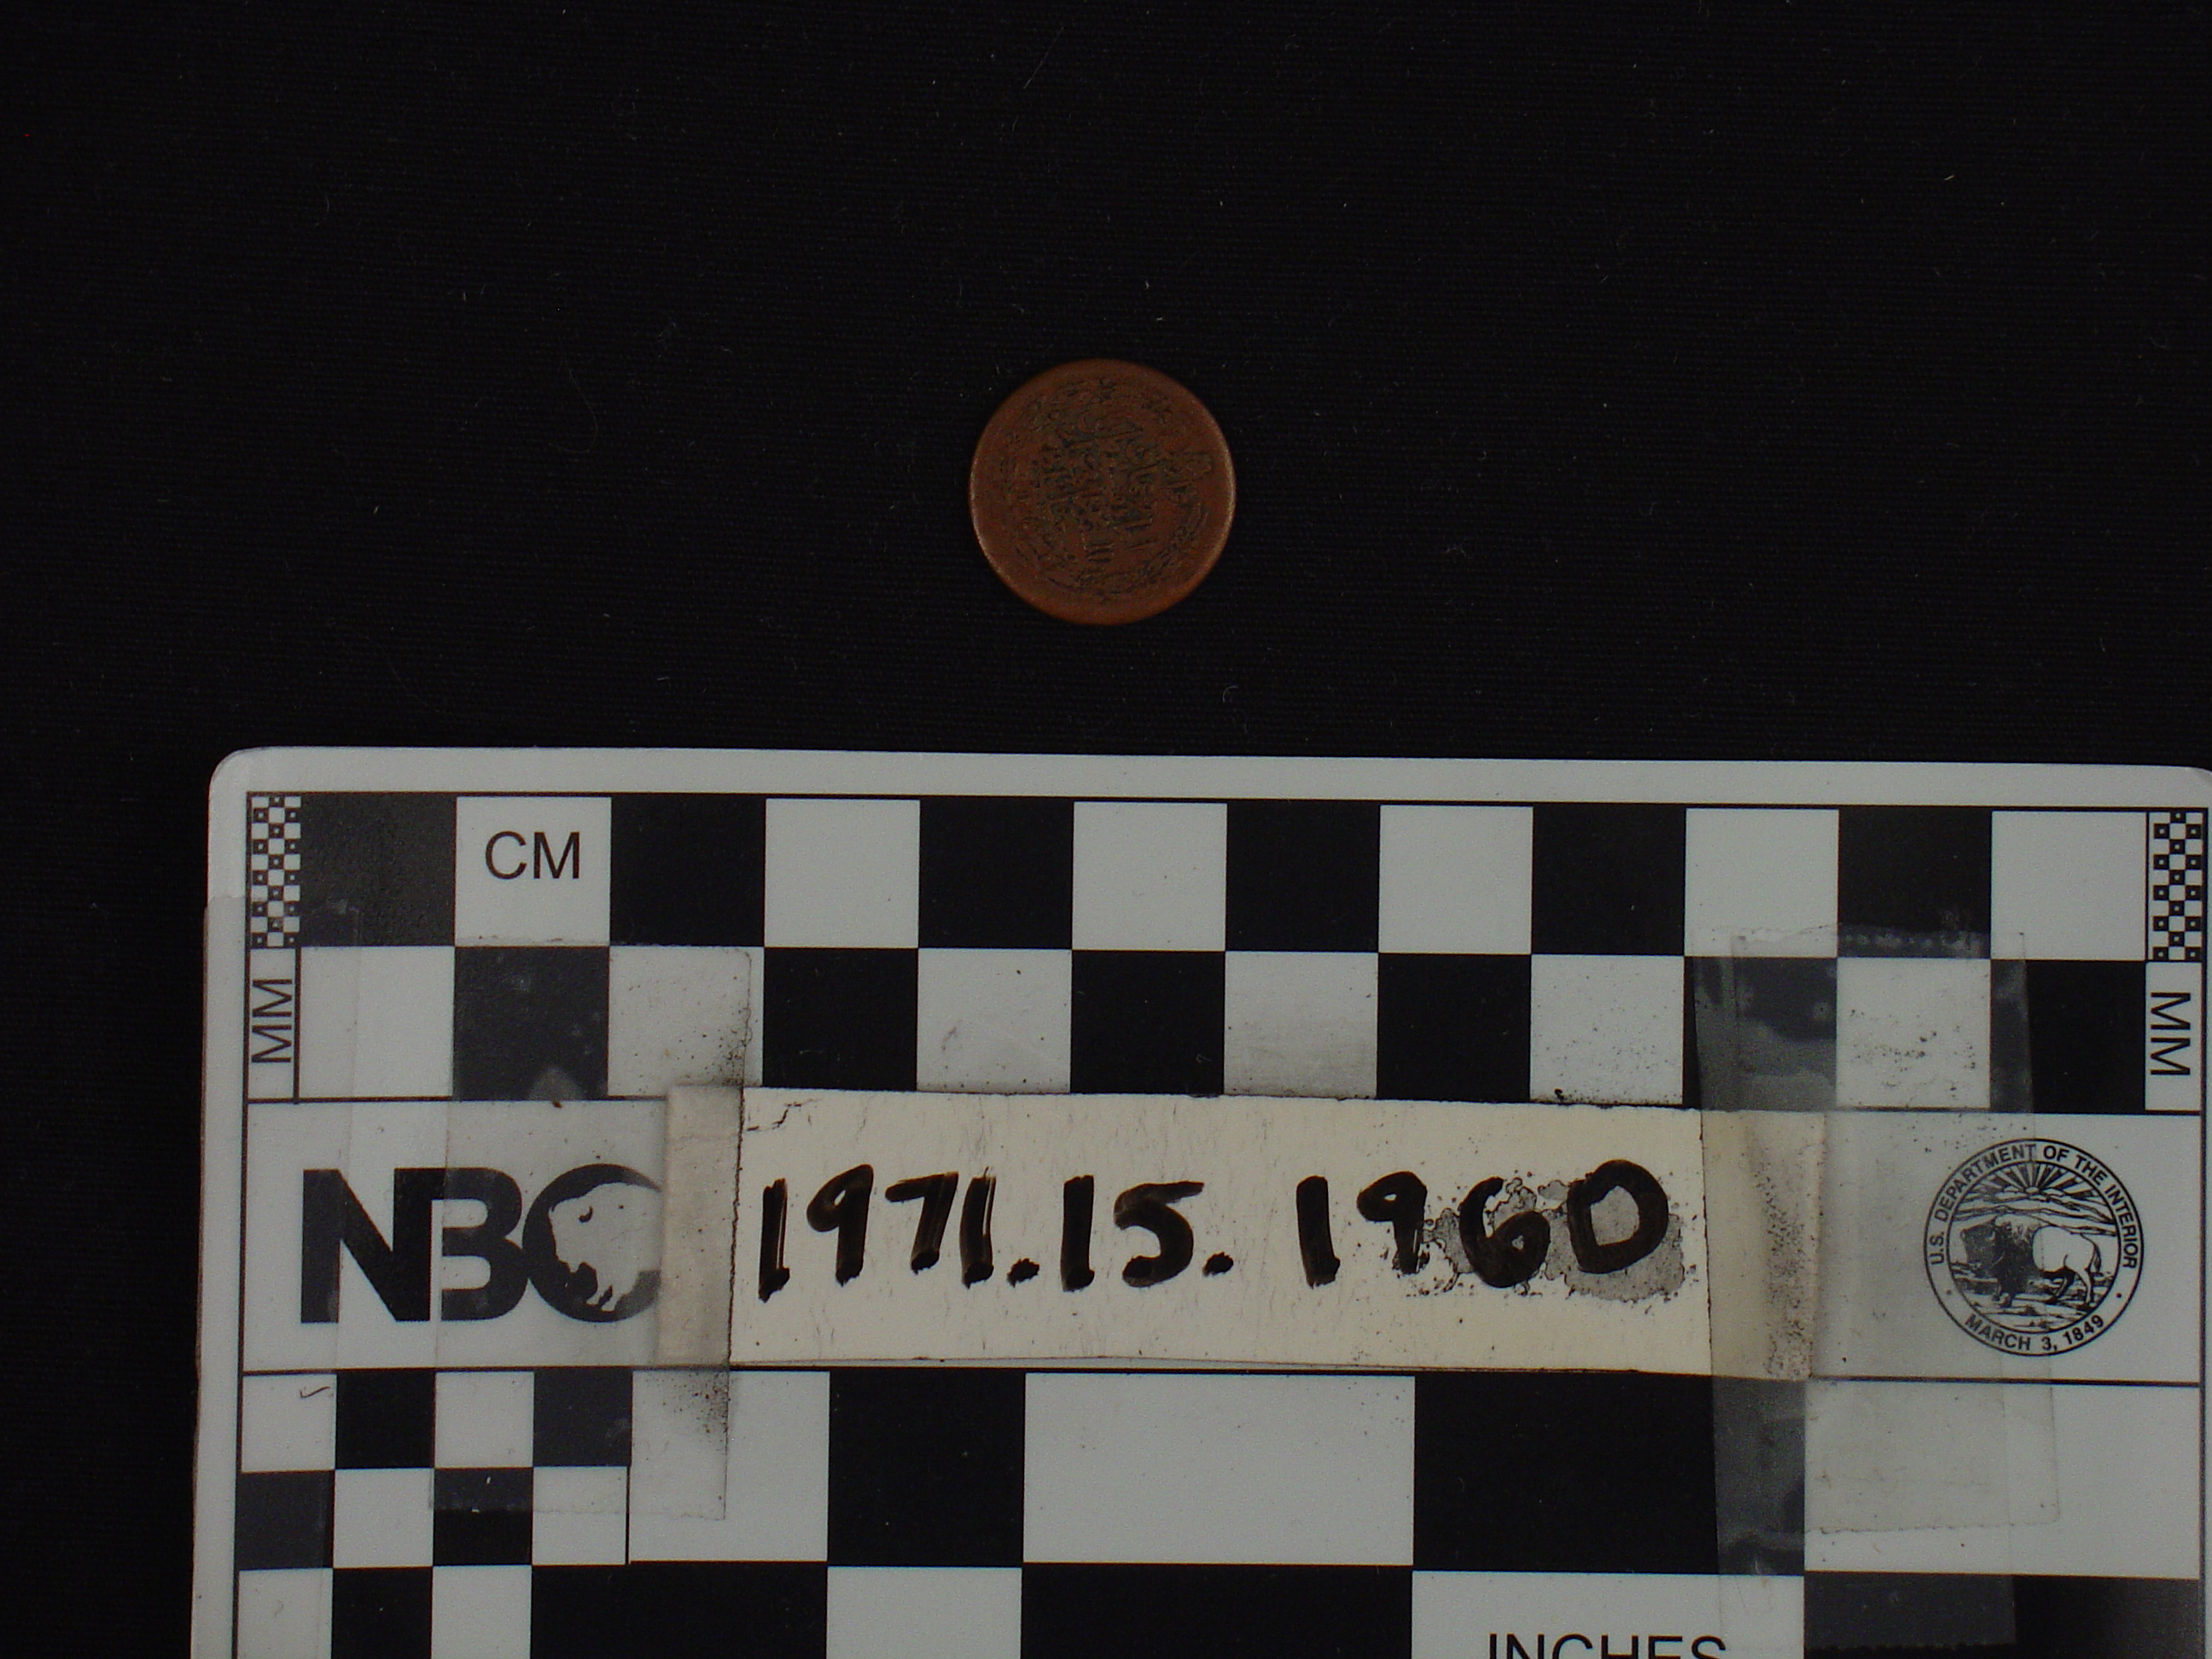 CM
MM
MM
NBC
1971.15.1960
U.S. DEPARTMENT OF THE INTERIOR
MARCH 3, 1849
INCHES